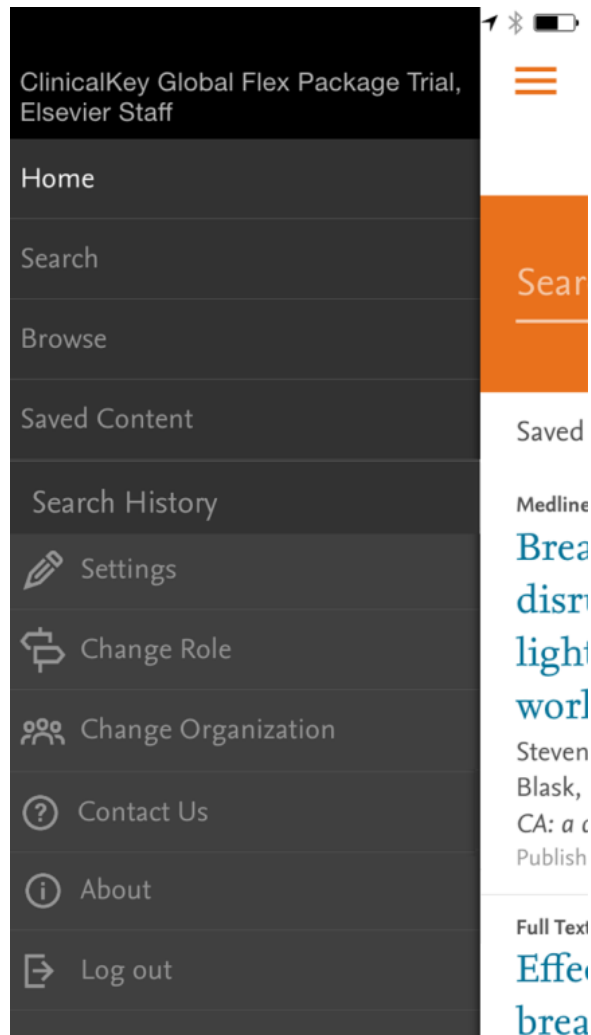 ClinicalKey Global Flex Package Trial,
Elsevier Staff
Home
Search
Browse
Saved Content
Search History
Settings
Change Role
Change Organization
Contact Us
About
Log out
Sear
Saved
Medline
Brea
disru
light
worl
Steven
Blask,
CA: a
Publish
Full Text
Effe
brea